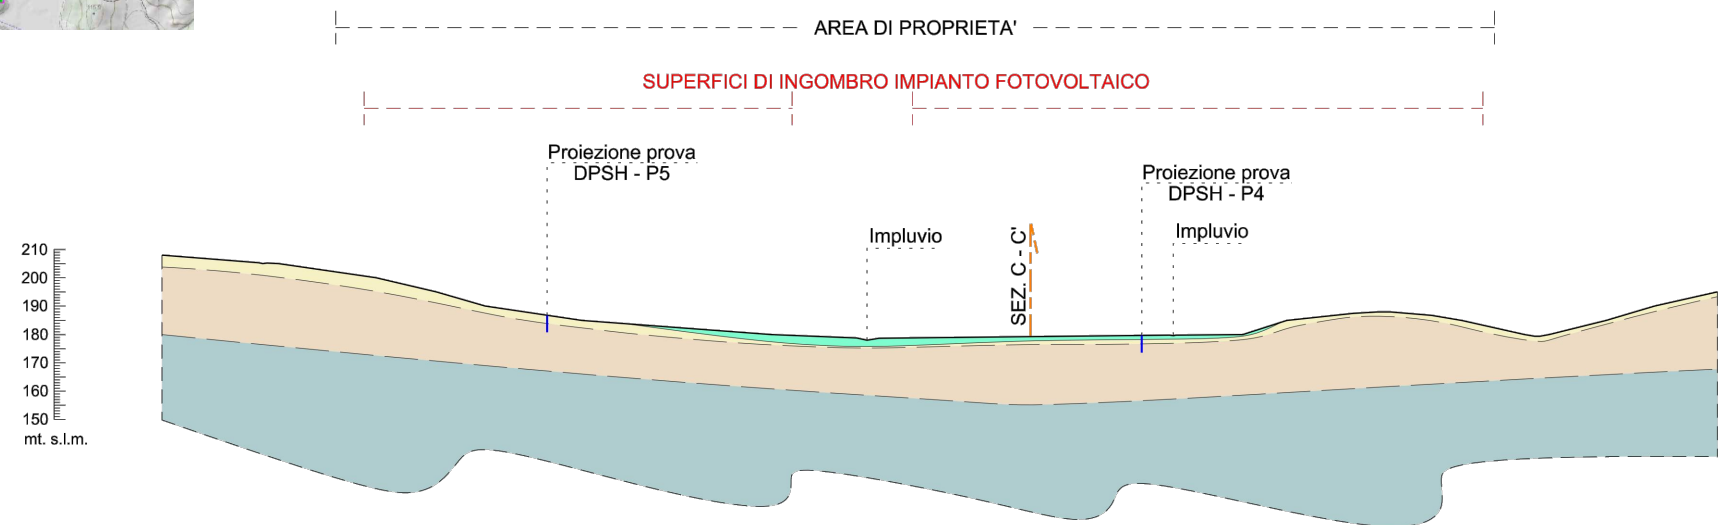 AREA DI PROPRIETA'
SUPERFICI DI INGOMBRO IMPIANTO FOTOVOLTAICO
Proiezione prova
DPSH - P5
Proiezione prova
DPSH - P4
Impluvio
SEZ. C - C'
Impluvio
210
200
190
180
170
160
150
mt. s.l.m.